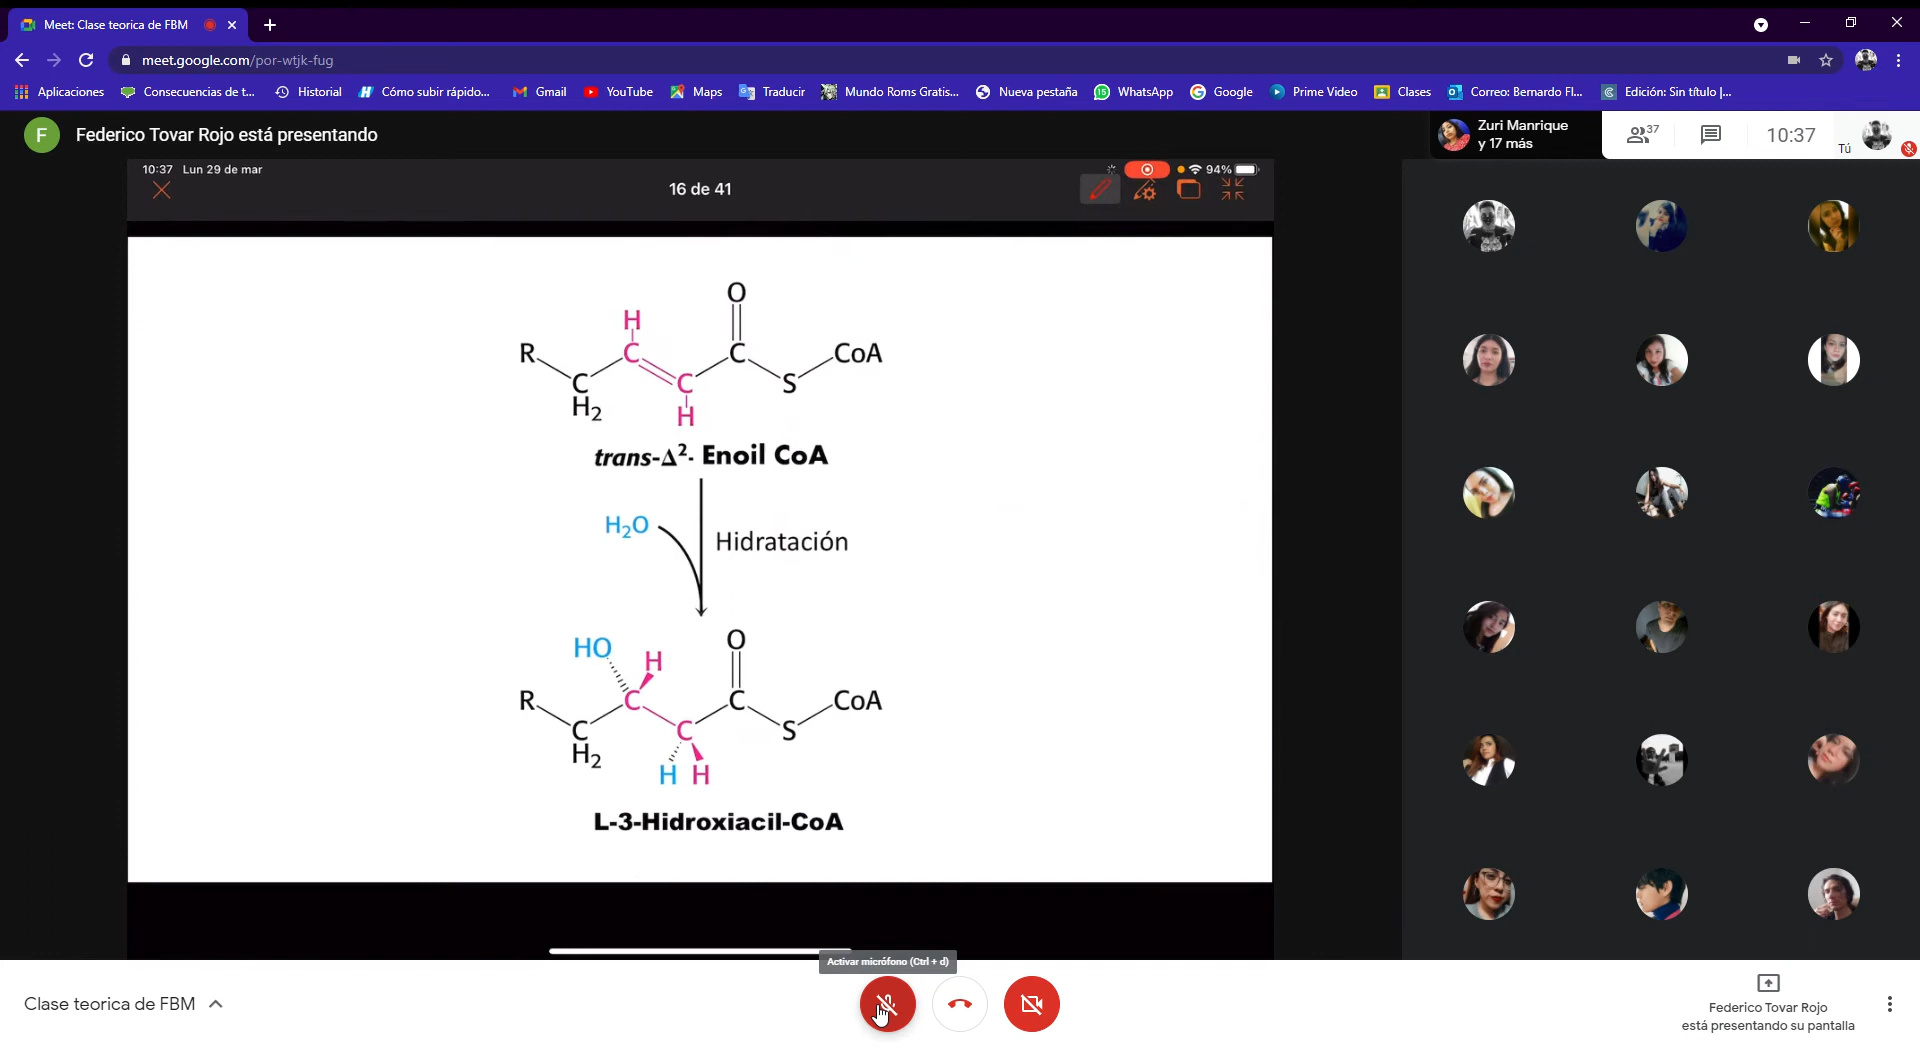 Meet: Clase teorica de FBM
meet.google.com/por-wtjk-fug
Aplicaciones
Consecuencias de t...
Historial
Cómo subir rápido...
Gmail
YouTube
Maps
Traducir
Mundo Roms Gratis...
Nueva pestaña
15
WhatsApp
Google
Prime Video
Clases
Correo: Bernardo Fl...
Edición: Sin título |...
F
Federico Tovar Rojo está presentando
Zuri Manrique
y 17 más
37
10:37
Tú
10:37 Lun 29 de mar
94%
16 de 41
O
H
R
C
C
CoA
C
C
S
H2
H
trans-Δ2- Enoil CoA
H2O
Hidratación
O
HO
H
R
C
C
CoA
C
C
S
H2
H
H
L-3-Hidroxiacil-CoA
Activar micrófono (Ctrl + d)
Clase teorica de FBM
Federico Tovar Rojo
está presentando su pantalla